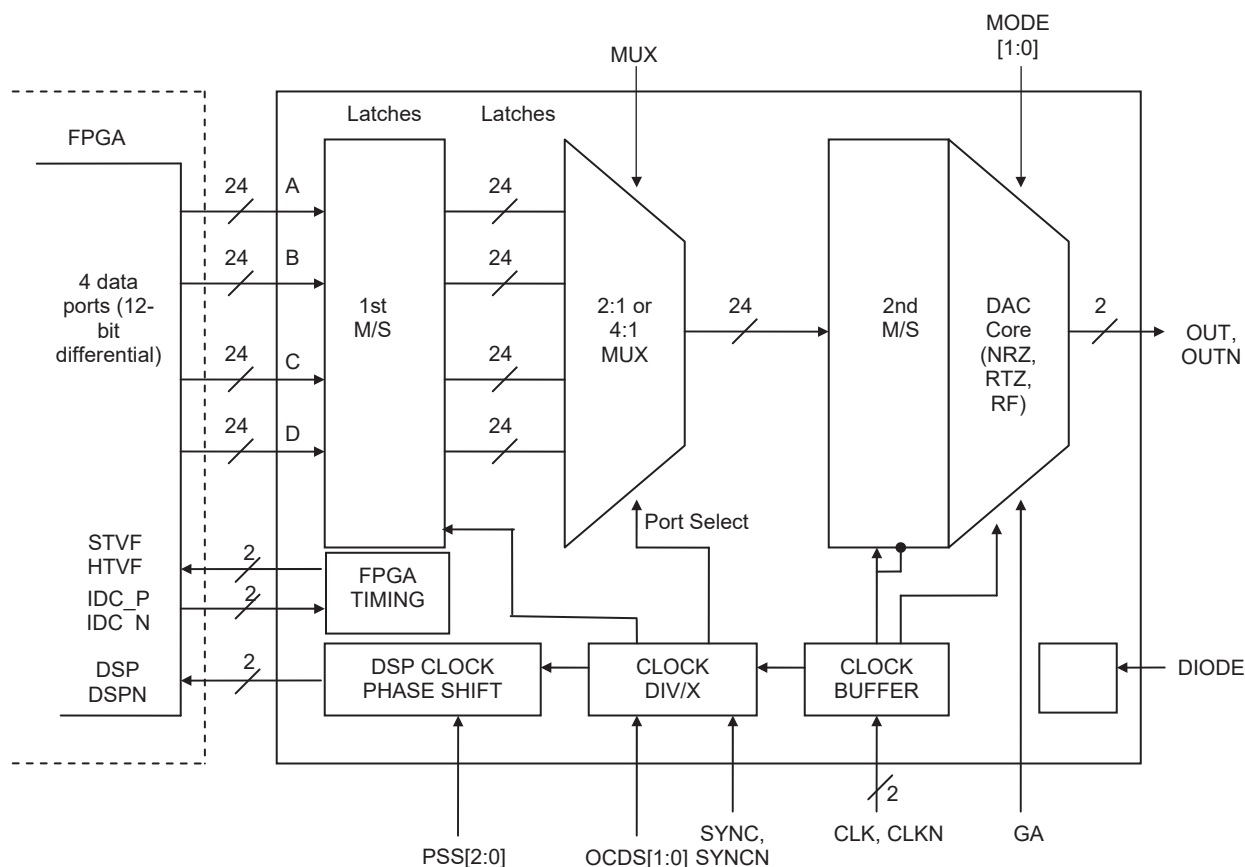 MODE
[1:0]
MUX
Latches
Latches
FPGA
24
A
24
24
B
24
4 data
ports (12-
bit
differential)
1st
M/S
2:1 or
4:1
MUX
24
2nd
M/S
DAC
Core
(NRZ,
RTZ,
RF)
2
OUT,
OUTN
24
C
24
24
D
24
Port Select
STVF
HTVF
2
FPGA
TIMING
IDC_P
IDC_N
2
DSP
DSPN
2
DSP CLOCK
PHASE SHIFT
CLOCK
DIV/X
CLOCK
BUFFER
DIODE
2
PSS[2:0]
OCDS[1:0]
SYNC,
SYNCN
CLK, CLKN
GA